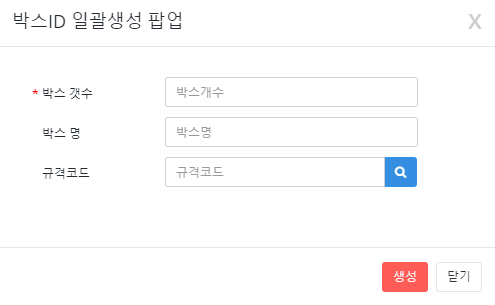 박스ID 일괄생성 팝업 X
* 박스 갯수 박스개수
박스 명 박스명
규격코드 규격코드
생성 닫기